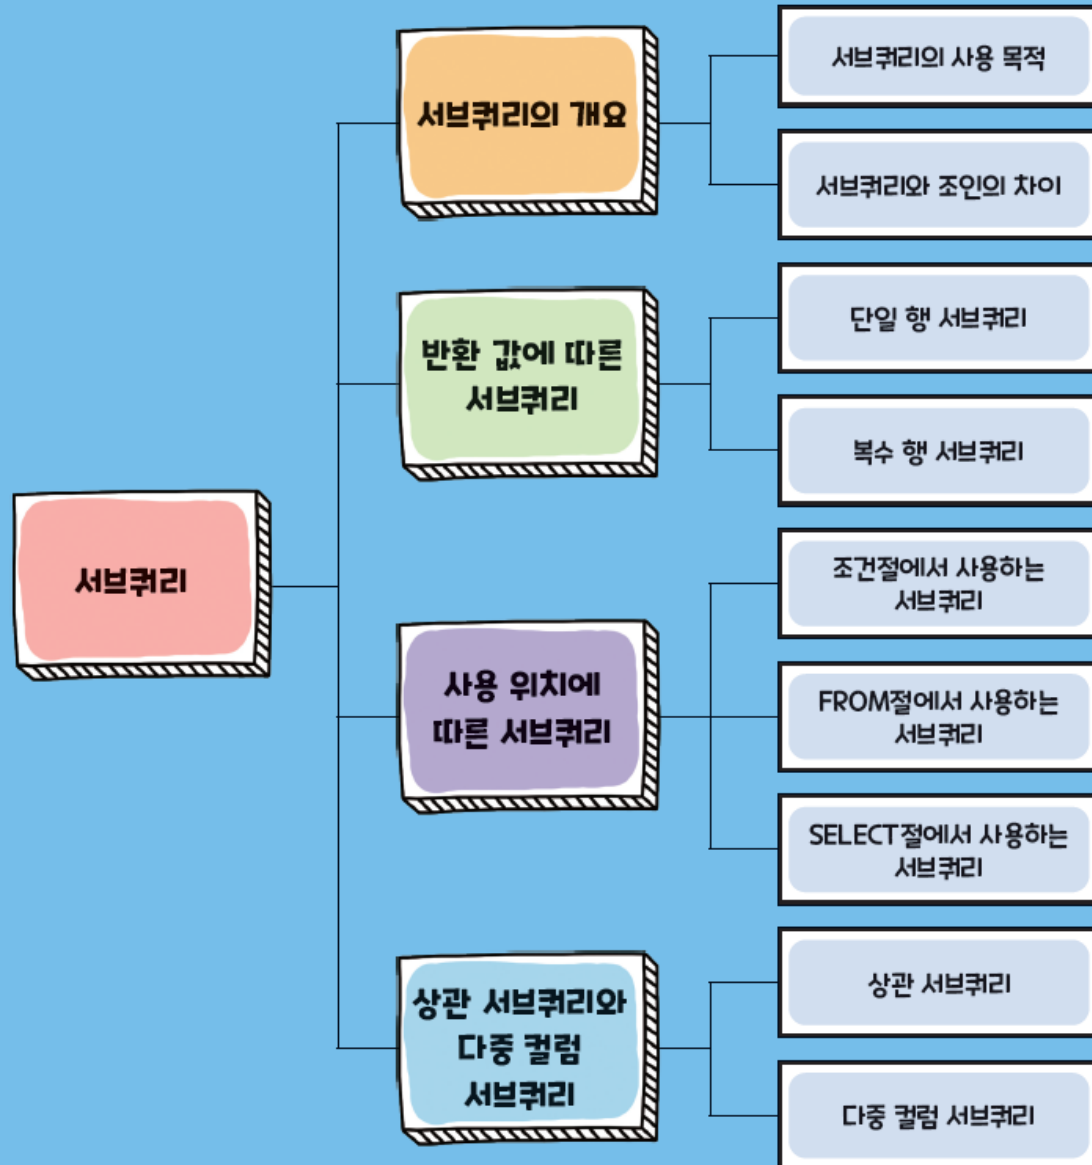 서브쿼리
서브쿼리의 개요
서브쿼리의 사용 목적
서브쿼리와 조인의 차이
반환 값에 따른
서브쿼리
단일 행 서브쿼리
복수 행 서브쿼리
사용 위치에
따른 서브쿼리
조건절에서 사용하는
서브쿼리
FROM절에서 사용하는
서브쿼리
SELECT절에서 사용하는
서브쿼리
상관 서브쿼리와
다중 컬럼
서브쿼리
상관 서브쿼리
다중 컬럼 서브쿼리